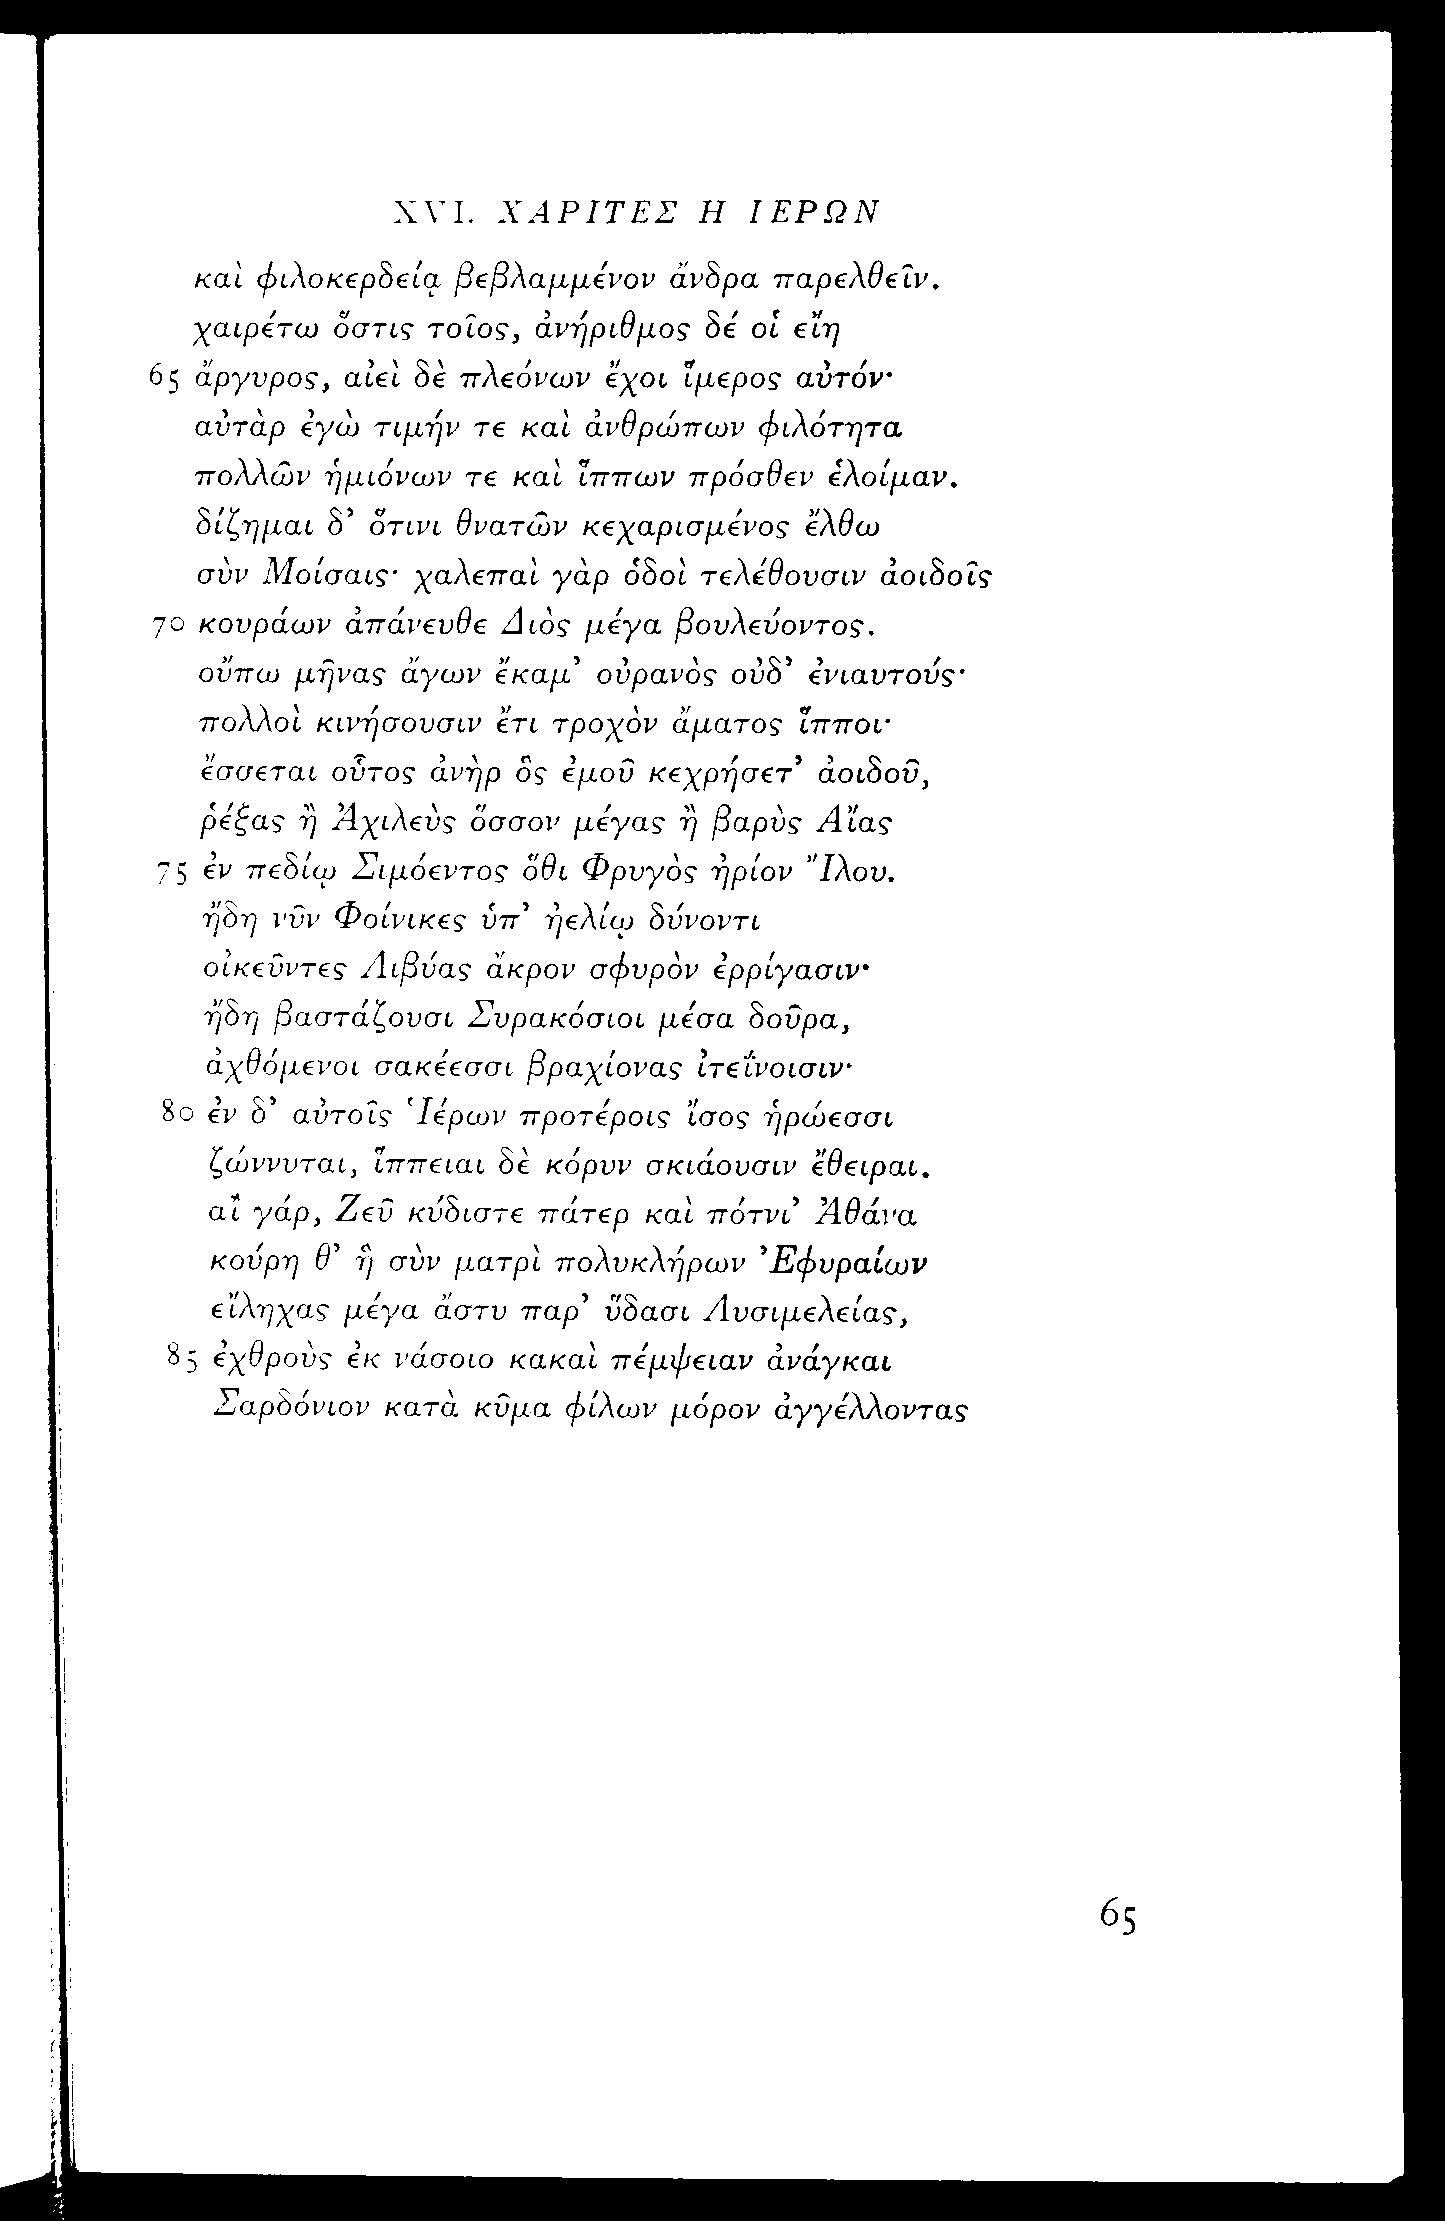 XVI. ΧΑΡΙΤΕΣ Η ΙΕΡΩΝ
καὶ φιλοκερδείᾳ βεβλαμμένον ἄνδρα παρελθεῖν.
χαιρέτω ὅστις τοῖος, ἀνήριθμος δέ οἱ εἴη
65 ἄργυρος, αἰεὶ δὲ πλεόνων ἔχοι ἵμερος αὐτόν·
αὐτὰρ ἐγὼ τιμήν τε καὶ ἀνθρώπων φιλότητα
πολλῶν ἡμιόνων τε καὶ ἵππων πρόσθεν ἑλοίμαν.
δίζημαι δ’ ὅτινι θνατῶν κεχαρισμένος ἔλθω
σὺν Μοίσαις· χαλεπαὶ γὰρ ὁδοὶ τελέθουσιν ἀοιδοῖς
70 κουράων ἀπάνευθε Διὸς μέγα βουλεύοντος.
οὔπω μῆνας ἄγων ἔκαμ’ οὐρανὸς οὐδ’ ἐνιαυτούς·
πολλοὶ κινήσουσιν ἔτι τροχὸν ἅματος ἵπποι·
ἔσσεται οὗτος ἀνὴρ ὃς ἐμοῦ κεχρήσετ’ ἀοιδοῦ,
ῥέξας ἢ Ἀχιλεὺς ὅσσον μέγας ἢ βαρὺς Αἴας
75 ἐν πεδίῳ Σιμόεντος ὅθι Φρυγὸς ἠρίον Ἴλου.
ἤδη νῦν Φοίνικες ὑπ’ ἠελίῳ δύνοντι
οἰκεῦντες Λιβύας ἄκρον σφυρὸν ἐρρίγασιν·
ἤδη βαστάζουσι Συρακόσιοι μέσα δοῦρα,
ἀχθόμενοι σακέεσσι βραχίονας ἰτεΐνοισιν·
80 ἐν δ’ αὐτοῖς Ἱέρων προτέροις ἴσος ἡρώεσσι
ζώννυται, ἵππειαι δὲ κόρυν σκιάουσιν ἔθειραι.
αἲ γάρ, Ζεῦ κύδιστε πάτερ καὶ πότνι’ Ἀθάνα
κούρη θ’ ἣ σὺν ματρὶ πολυκλήρων Ἐφυραίων
εἴληχας μέγα ἄστυ παρ’ ὕδασι Λυσιμελείας,
85 ἐχθροὺς ἐκ νάσοιο κακαὶ πέμψειαν ἀνάγκαι
Σαρδόνιον κατὰ κῦμα φίλων μόρον ἀγγέλλοντας
65